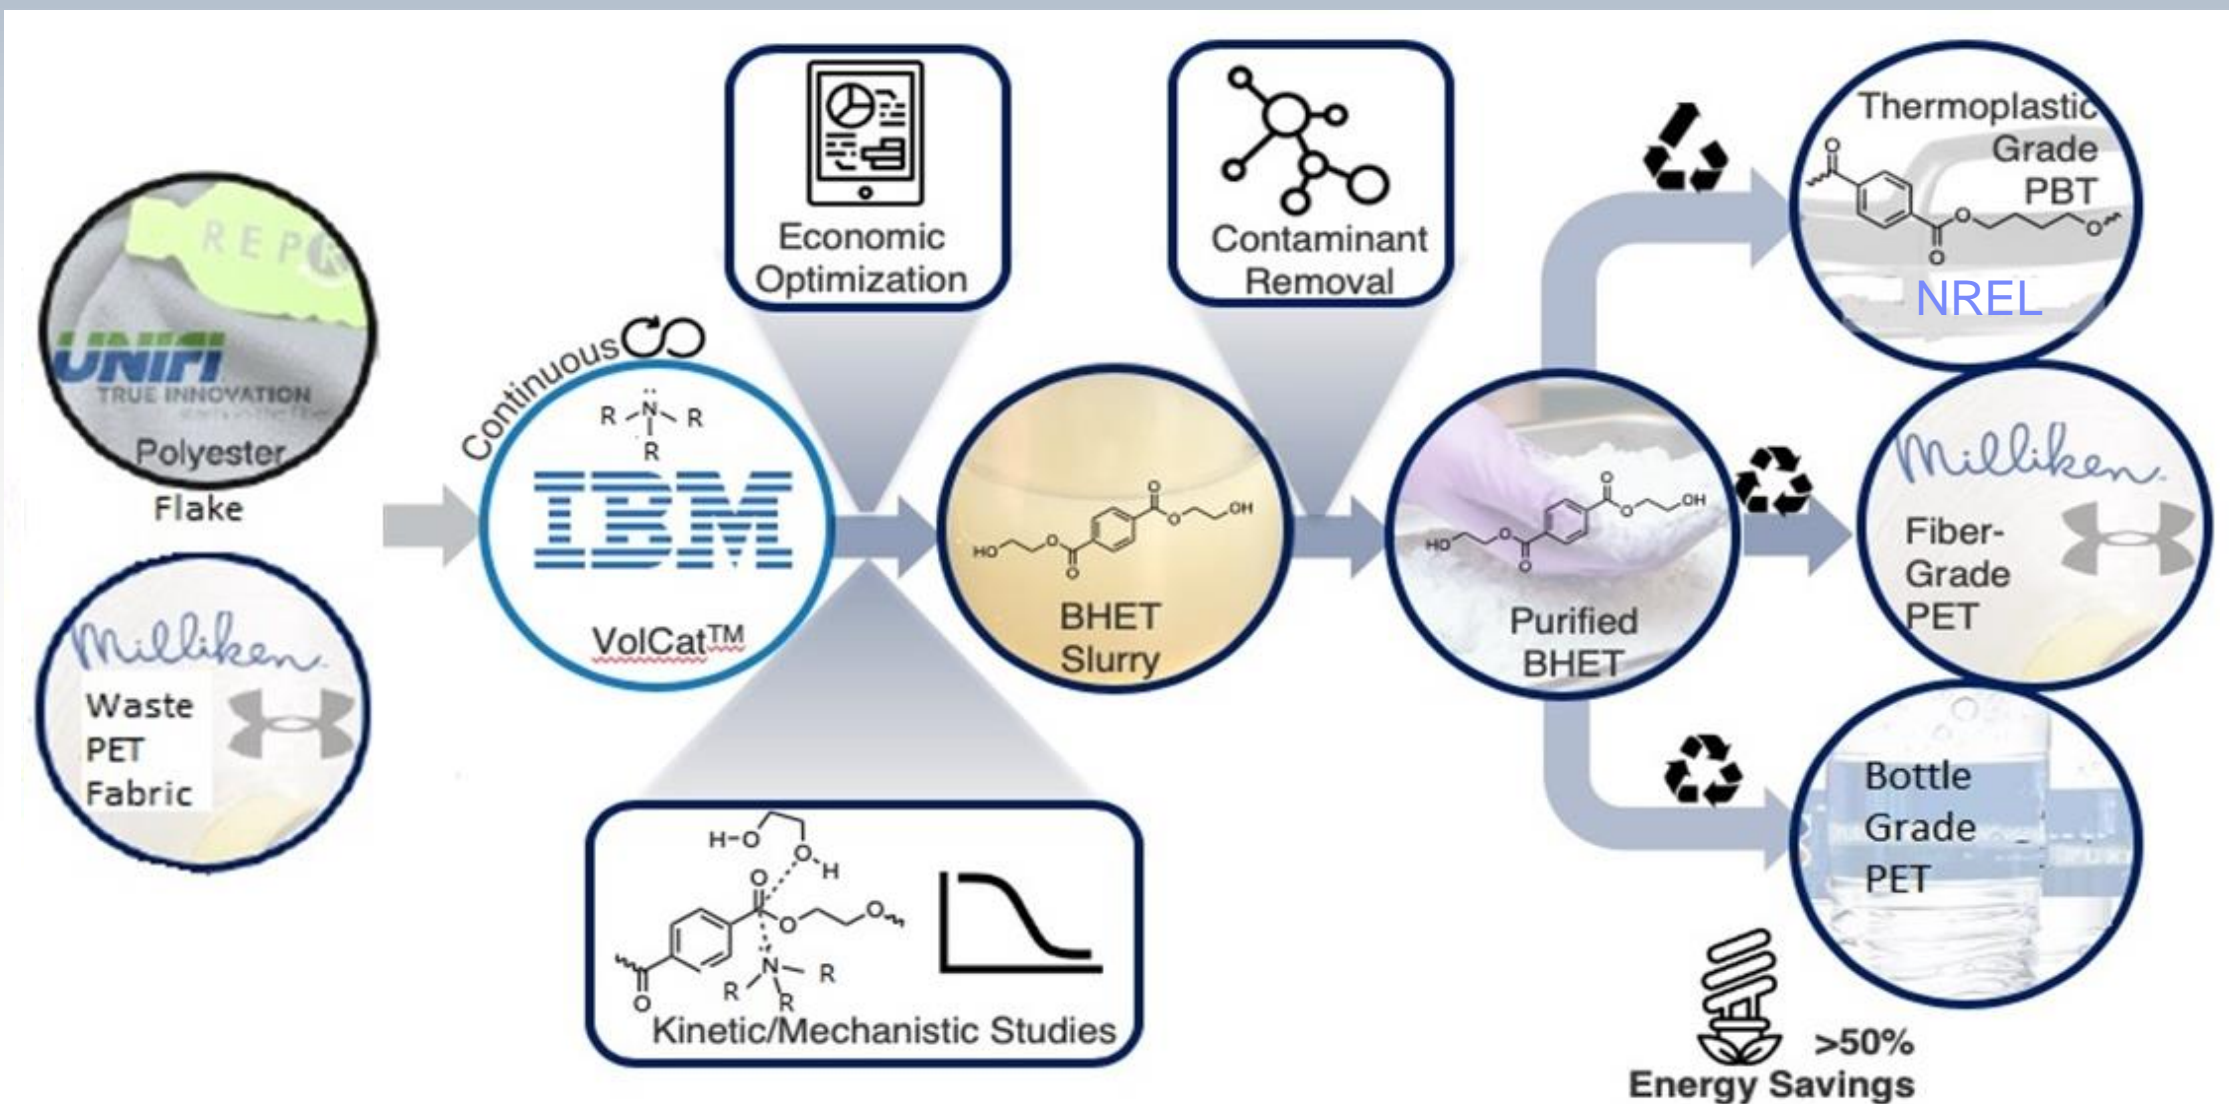 REPR
UNIFI
TRUE INNOVATION
Polyester
Flake
Milliken
Waste
PET
Fabric
Continuous
N
R
R
R
IBM
VolCat™
Economic
Optimization
H-O
O
H
O
O
O
N
R
R
R
O
Kinetic/Mechanistic Studies
O
O
OH
HO
O
O
BHET
Slurry
Contaminant
Removal
O
O
OH
HO
O
O
Purified
BHET
Thermoplastic
Grade
PBT
O
O
O
O
NREL
Milliken
Fiber-
Grade
PET
Bottle
Grade
PET
>50%
Energy Savings